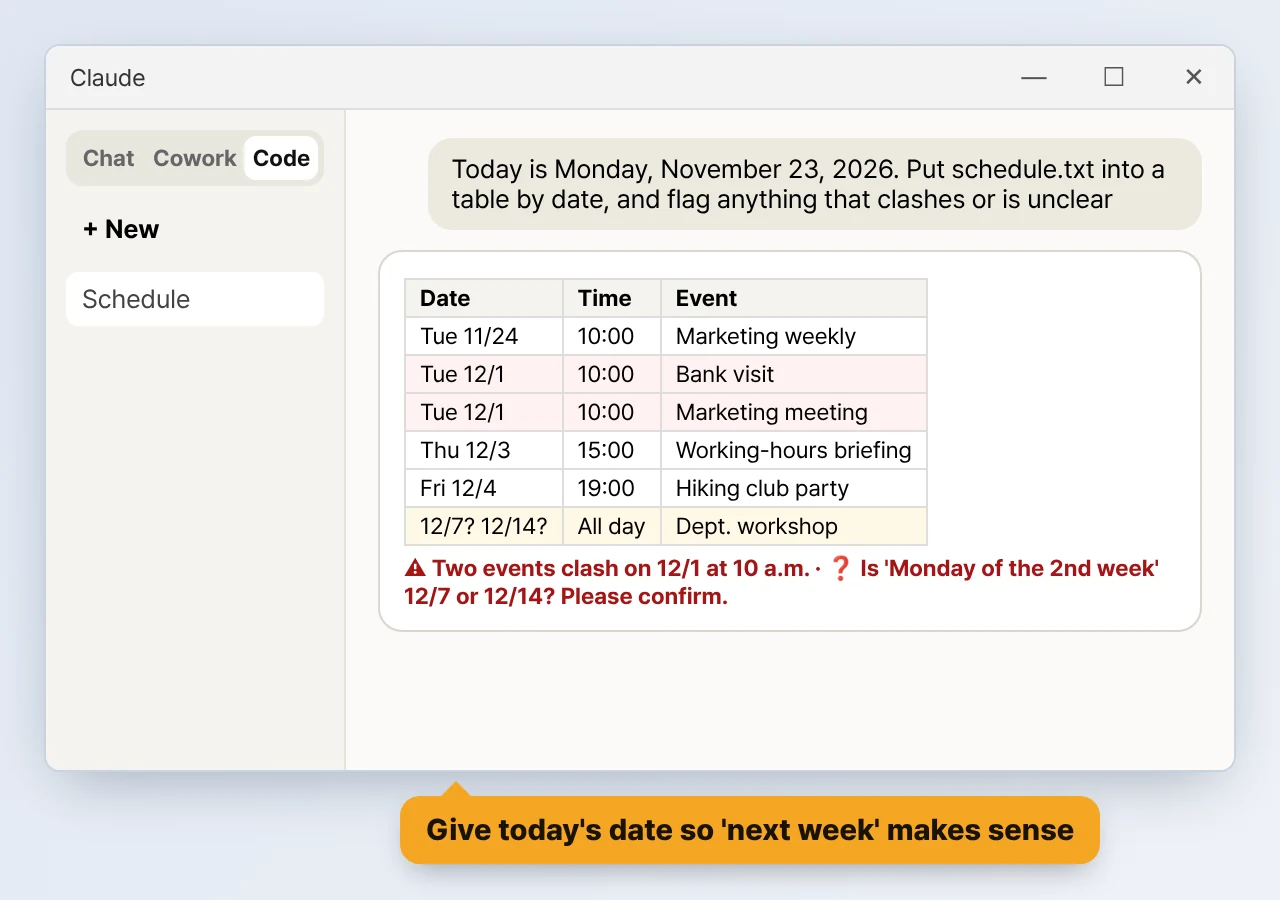 Claude
Chat Cowork Code
+ New
Schedule
Today is Monday, November 23, 2026. Put schedule.txt into a
table by date, and flag anything that clashes or is unclear
Date Time Event
Tue 11/24 10:00 Marketing weekly
Tue 12/1 10:00 Bank visit
Tue 12/1 10:00 Marketing meeting
Thu 12/3 15:00 Working-hours briefing
Fri 12/4 19:00 Hiking club party
12/7? 12/14? All day Dept. workshop
⚠ Two events clash on 12/1 at 10 a.m. · ❓ Is 'Monday of the 2nd week'
12/7 or 12/14? Please confirm.
Give today's date so 'next week' makes sense